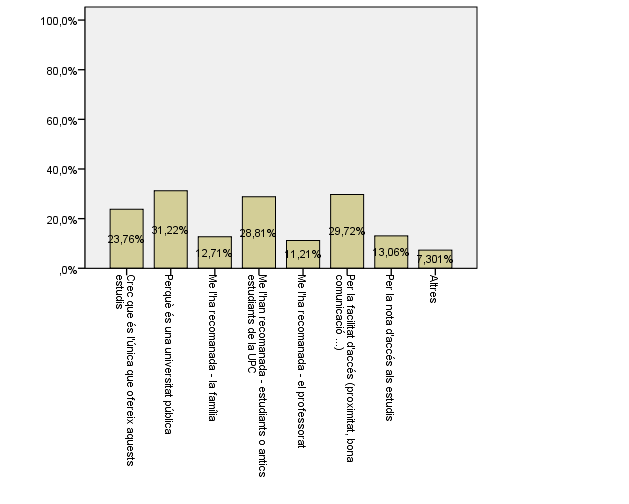 100,0%
80,0%
60,0%
40,0%
20,0%
,0%
23,76%
31,22%
12,71%
28,81%
11,21%
29,72%
13,06%
7,301%
Crec que és l'única que ofereix aquests
estudis
Perquè és una universitat pública
Me l'ha recomanada - la família
Me l'han recomanada - estudiants o antics
estudiants de la UPC
Me l'ha recomanada - el professorat
Per la facilitat d'accés (proximitat, bona
comunicació ...)
Per la nota d'accés als estudis
Altres